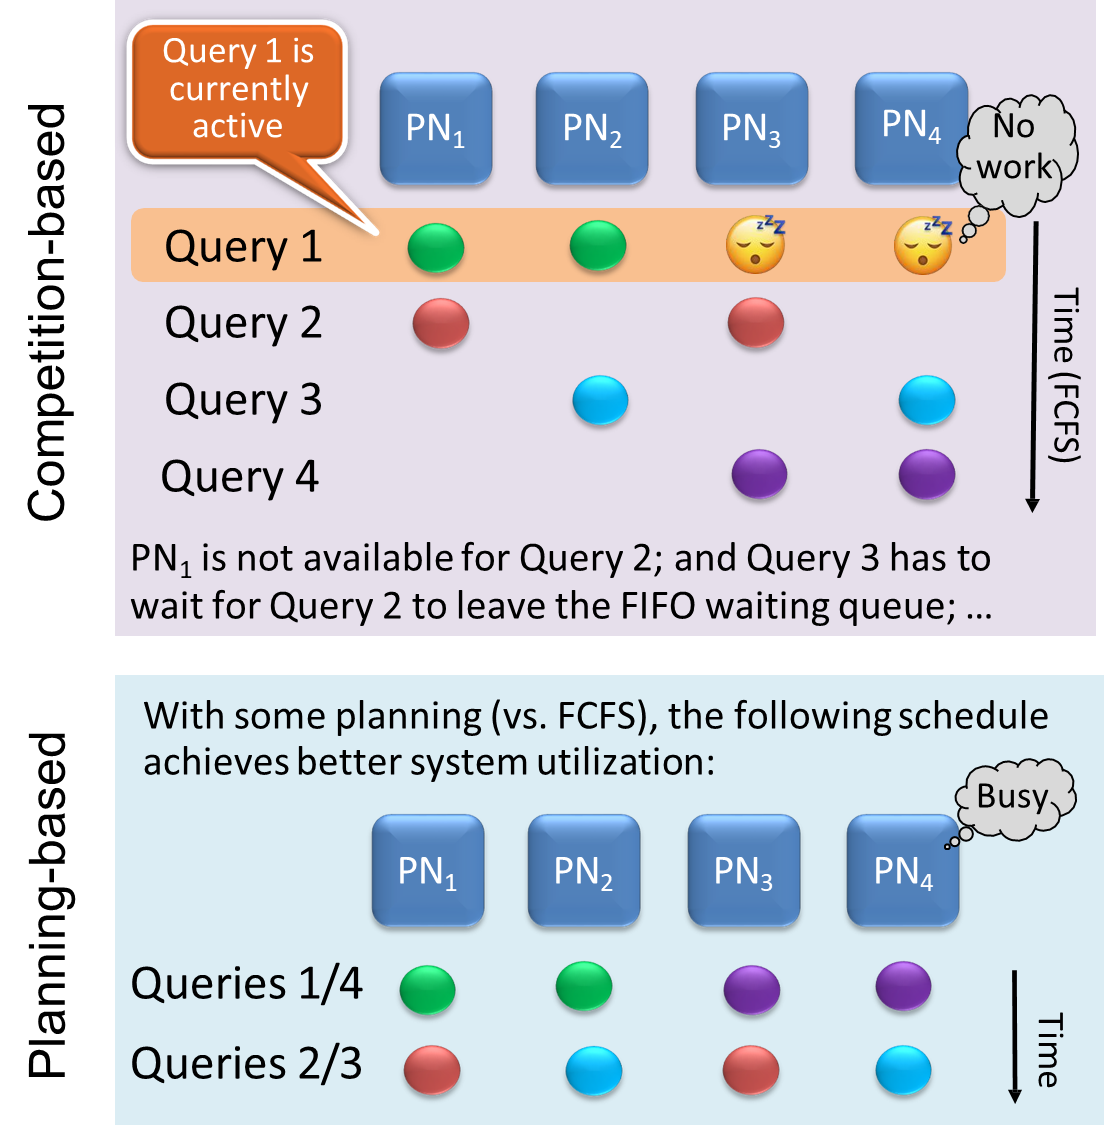 Competition-based
Query 1 is
currently
active
PN1
PN2
PN3
PN4
No
work
zzZ
zzZ
Query 1
Query 2
Query 3
Query 4
Time (FCFS)
PN1 is not available for Query 2; and Query 3 has to
wait for Query 2 to leave the FIFO waiting queue; ...
Planning-based
With some planning (vs. FCFS), the following schedule
achieves better system utilization:
Busy
PN1
PN2
PN3
PN4
Queries 1/4
Queries 2/3
Time